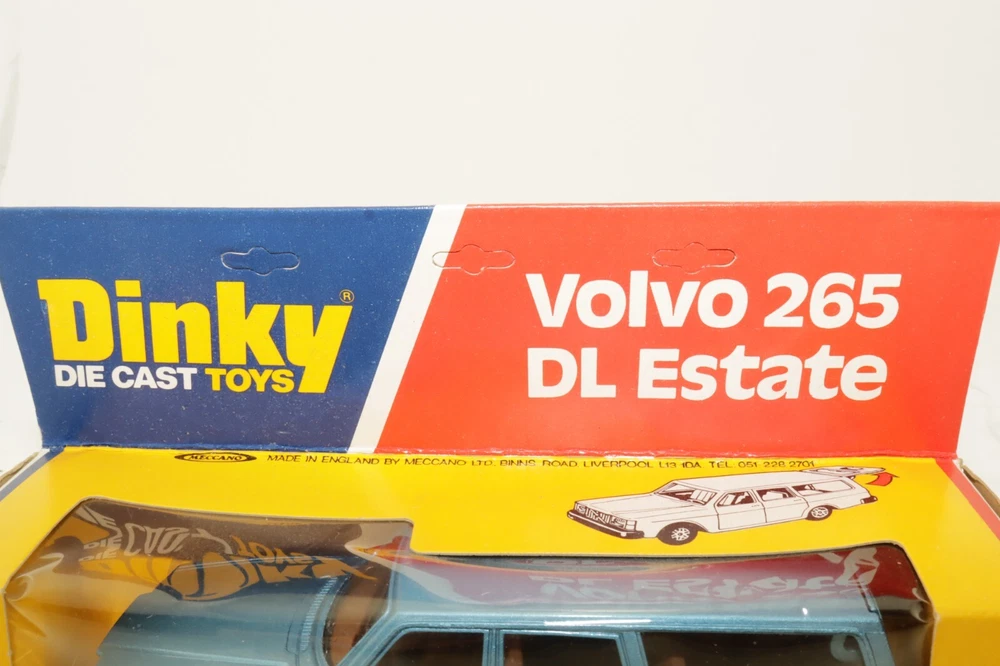 Dinky®
DIE CAST TOYS
Volvo 265
DL Estate
MECCANO MADE IN ENGLAND BY MECCANO LTD. BINNS ROAD LIVERPOOL L13 1DA. TEL 051 228 2701